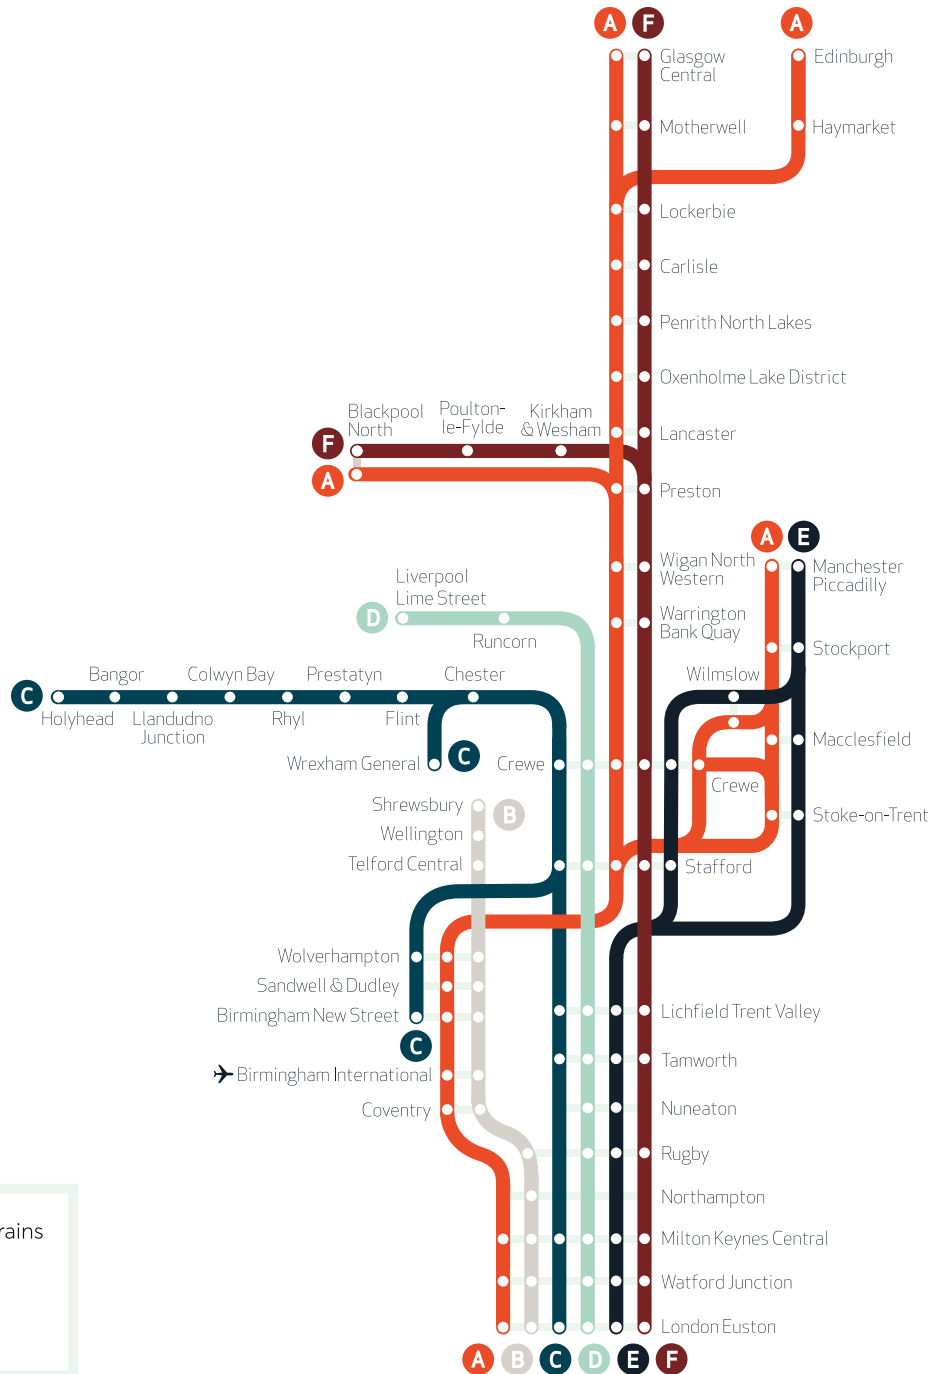 A
F
A
Glasgow
Central
Edinburgh
Motherwell
Haymarket
Lockerbie
Carlisle
Penrith North Lakes
Oxenholme Lake District
Blackpool
North
Poulton-
le-Fylde
Kirkham
& Wesham
Lancaster
F
A
Preston
A
E
Wigan North
Western
Manchester
Piccadilly
Liverpool
Lime Street
D
Runcorn
Warrington
Bank Quay
Stockport
Bangor
Colwyn Bay
Prestatyn
Chester
Wilmslow
C
Holyhead
Llandudno
Junction
Rhyl
Flint
Macclesfield
Wrexham General
C
Crewe
Crewe
Shrewsbury
B
Stoke-on-Trent
Wellington
Telford Central
Stafford
Wolverhampton
Sandwell & Dudley
Birmingham New Street
Lichfield Trent Valley
C
Tamworth
Birmingham International
Coventry
Nuneaton
Rugby
Northampton
rains
Milton Keynes Central
Watford Junction
London Euston
A
B
C
D
E
F